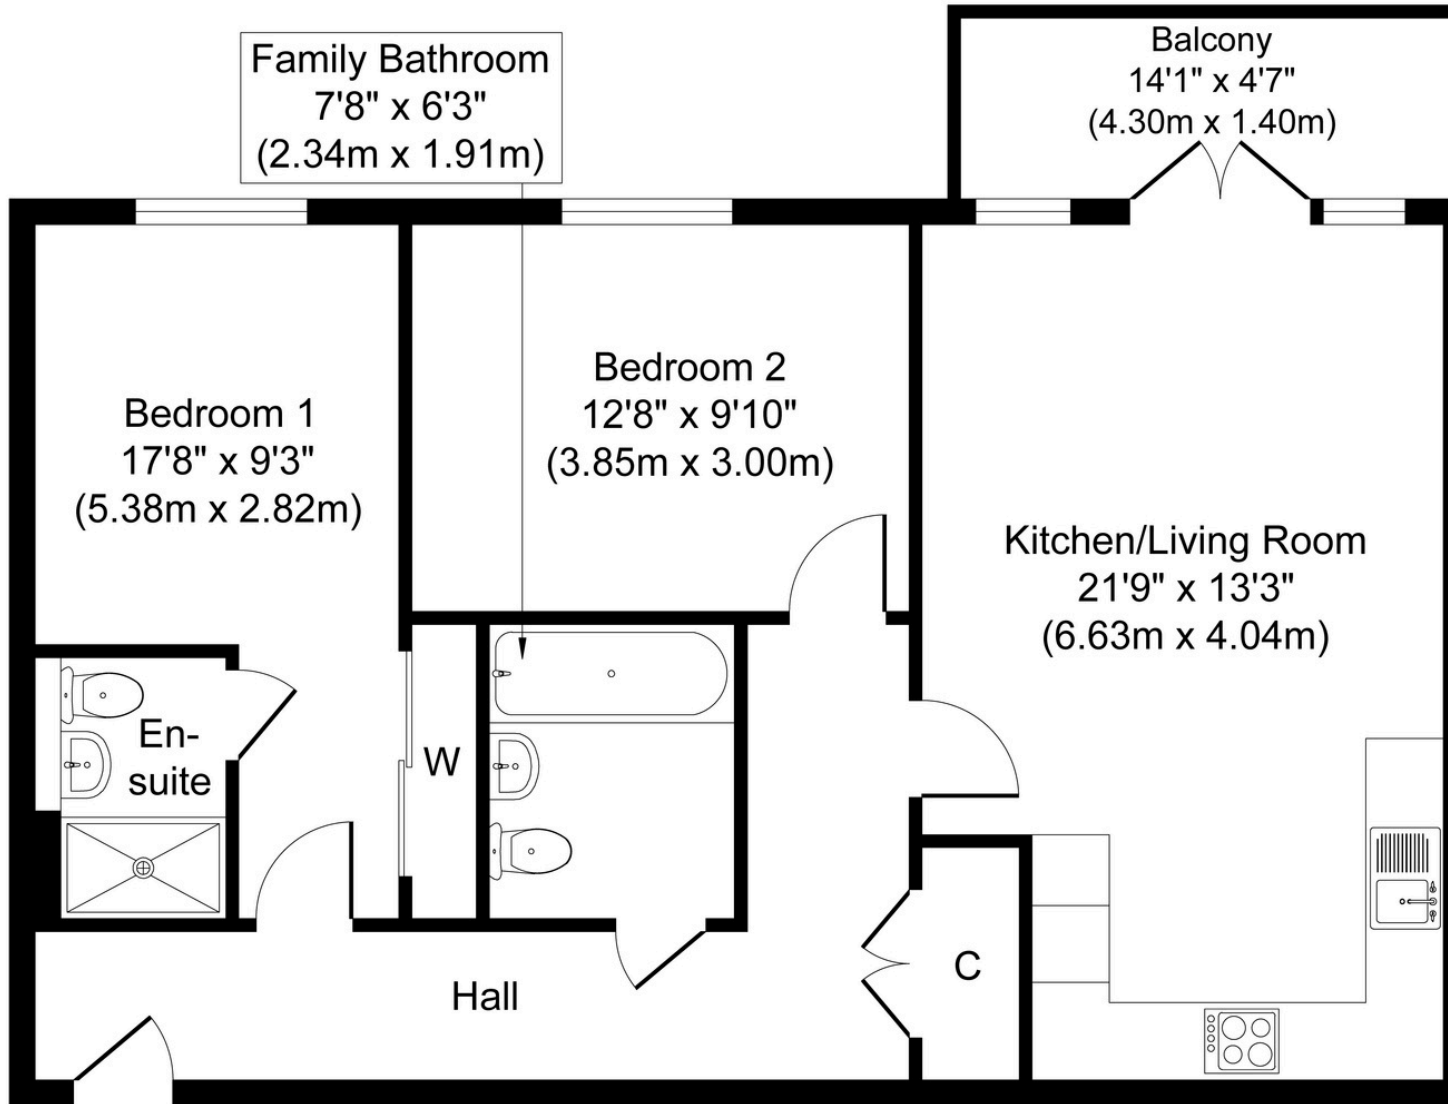 Family Bathroom
7'8" x 6'3"
(2.34m x 1.91m)
Balcony
14'1" x 4'7"
(4.30m x 1.40m)
Bedroom 1
17'8" x 9'3"
(5.38m x 2.82m)
Bedroom 2
12'8" x 9'10"
(3.85m x 3.00m)
Kitchen/Living Room
21'9" x 13'3"
(6.63m x 4.04m)
En-
suite
W
C
Hall